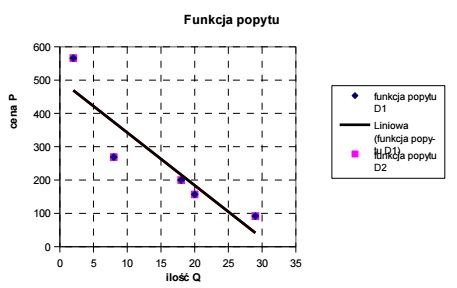 Funkcja popytu
600
500
400
300
200
100
0
cena P
0 5 10 15 20 25 30 35
ilość Q
funkcja popytu
D1
Liniowa
(funkcja popy-
tu D1)
funkcja popytu
D2